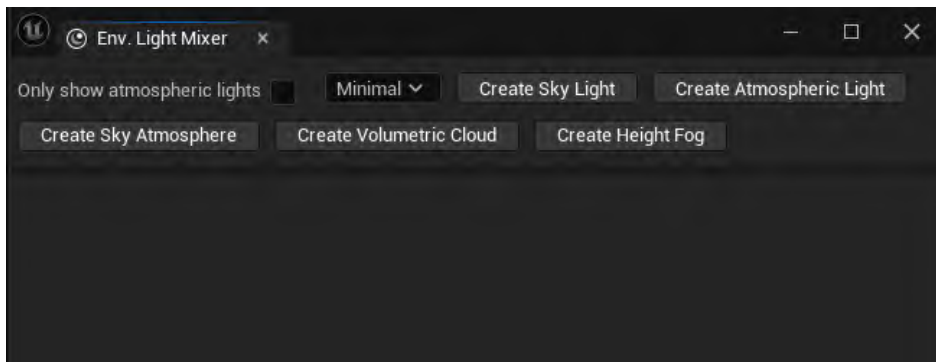 Env. Light Mixer
Only show atmospheric lights Minimal Create Sky Light Create Atmospheric Light
Create Sky Atmosphere Create Volumetric Cloud Create Height Fog